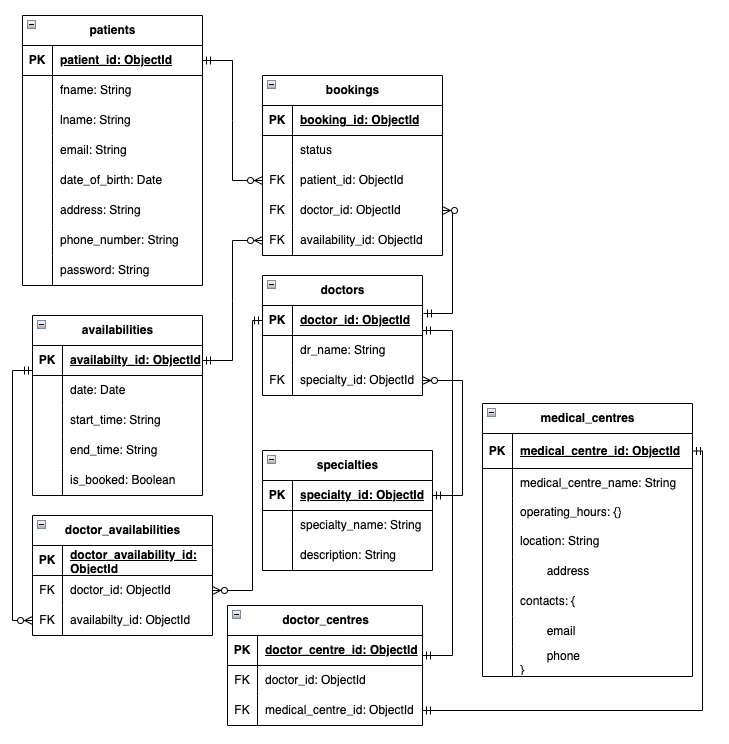 patients
PK patient_id: ObjectId
fname: String
lname: String
email: String
date_of_birth: Date
address: String
phone_number: String
password: String
bookings
PK booking_id: ObjectId
status
FK patient_id: ObjectId
FK doctor_id: ObjectId
FK availability_id: ObjectId
doctors
PK doctor_id: ObjectId
dr_name: String
FK specialty_id: ObjectId
availabilities
PK availabilty_id: ObjectId
date: Date
start_time: String
end_time: String
is_booked: Boolean
medical_centres
PK medical_centre_id: ObjectId
medical_centre_name: String
operating_hours: {}
location: String
address
contacts: {
email
phone
}
specialties
PK specialty_id: ObjectId
specialty_name: String
description: String
doctor_availabilities
PK doctor_availability_id:
ObjectId
FK doctor_id: ObjectId
FK availabilty_id: ObjectId
doctor_centres
PK doctor_centre_id: ObjectId
FK doctor_id: ObjectId
FK medical_centre_id: ObjectId